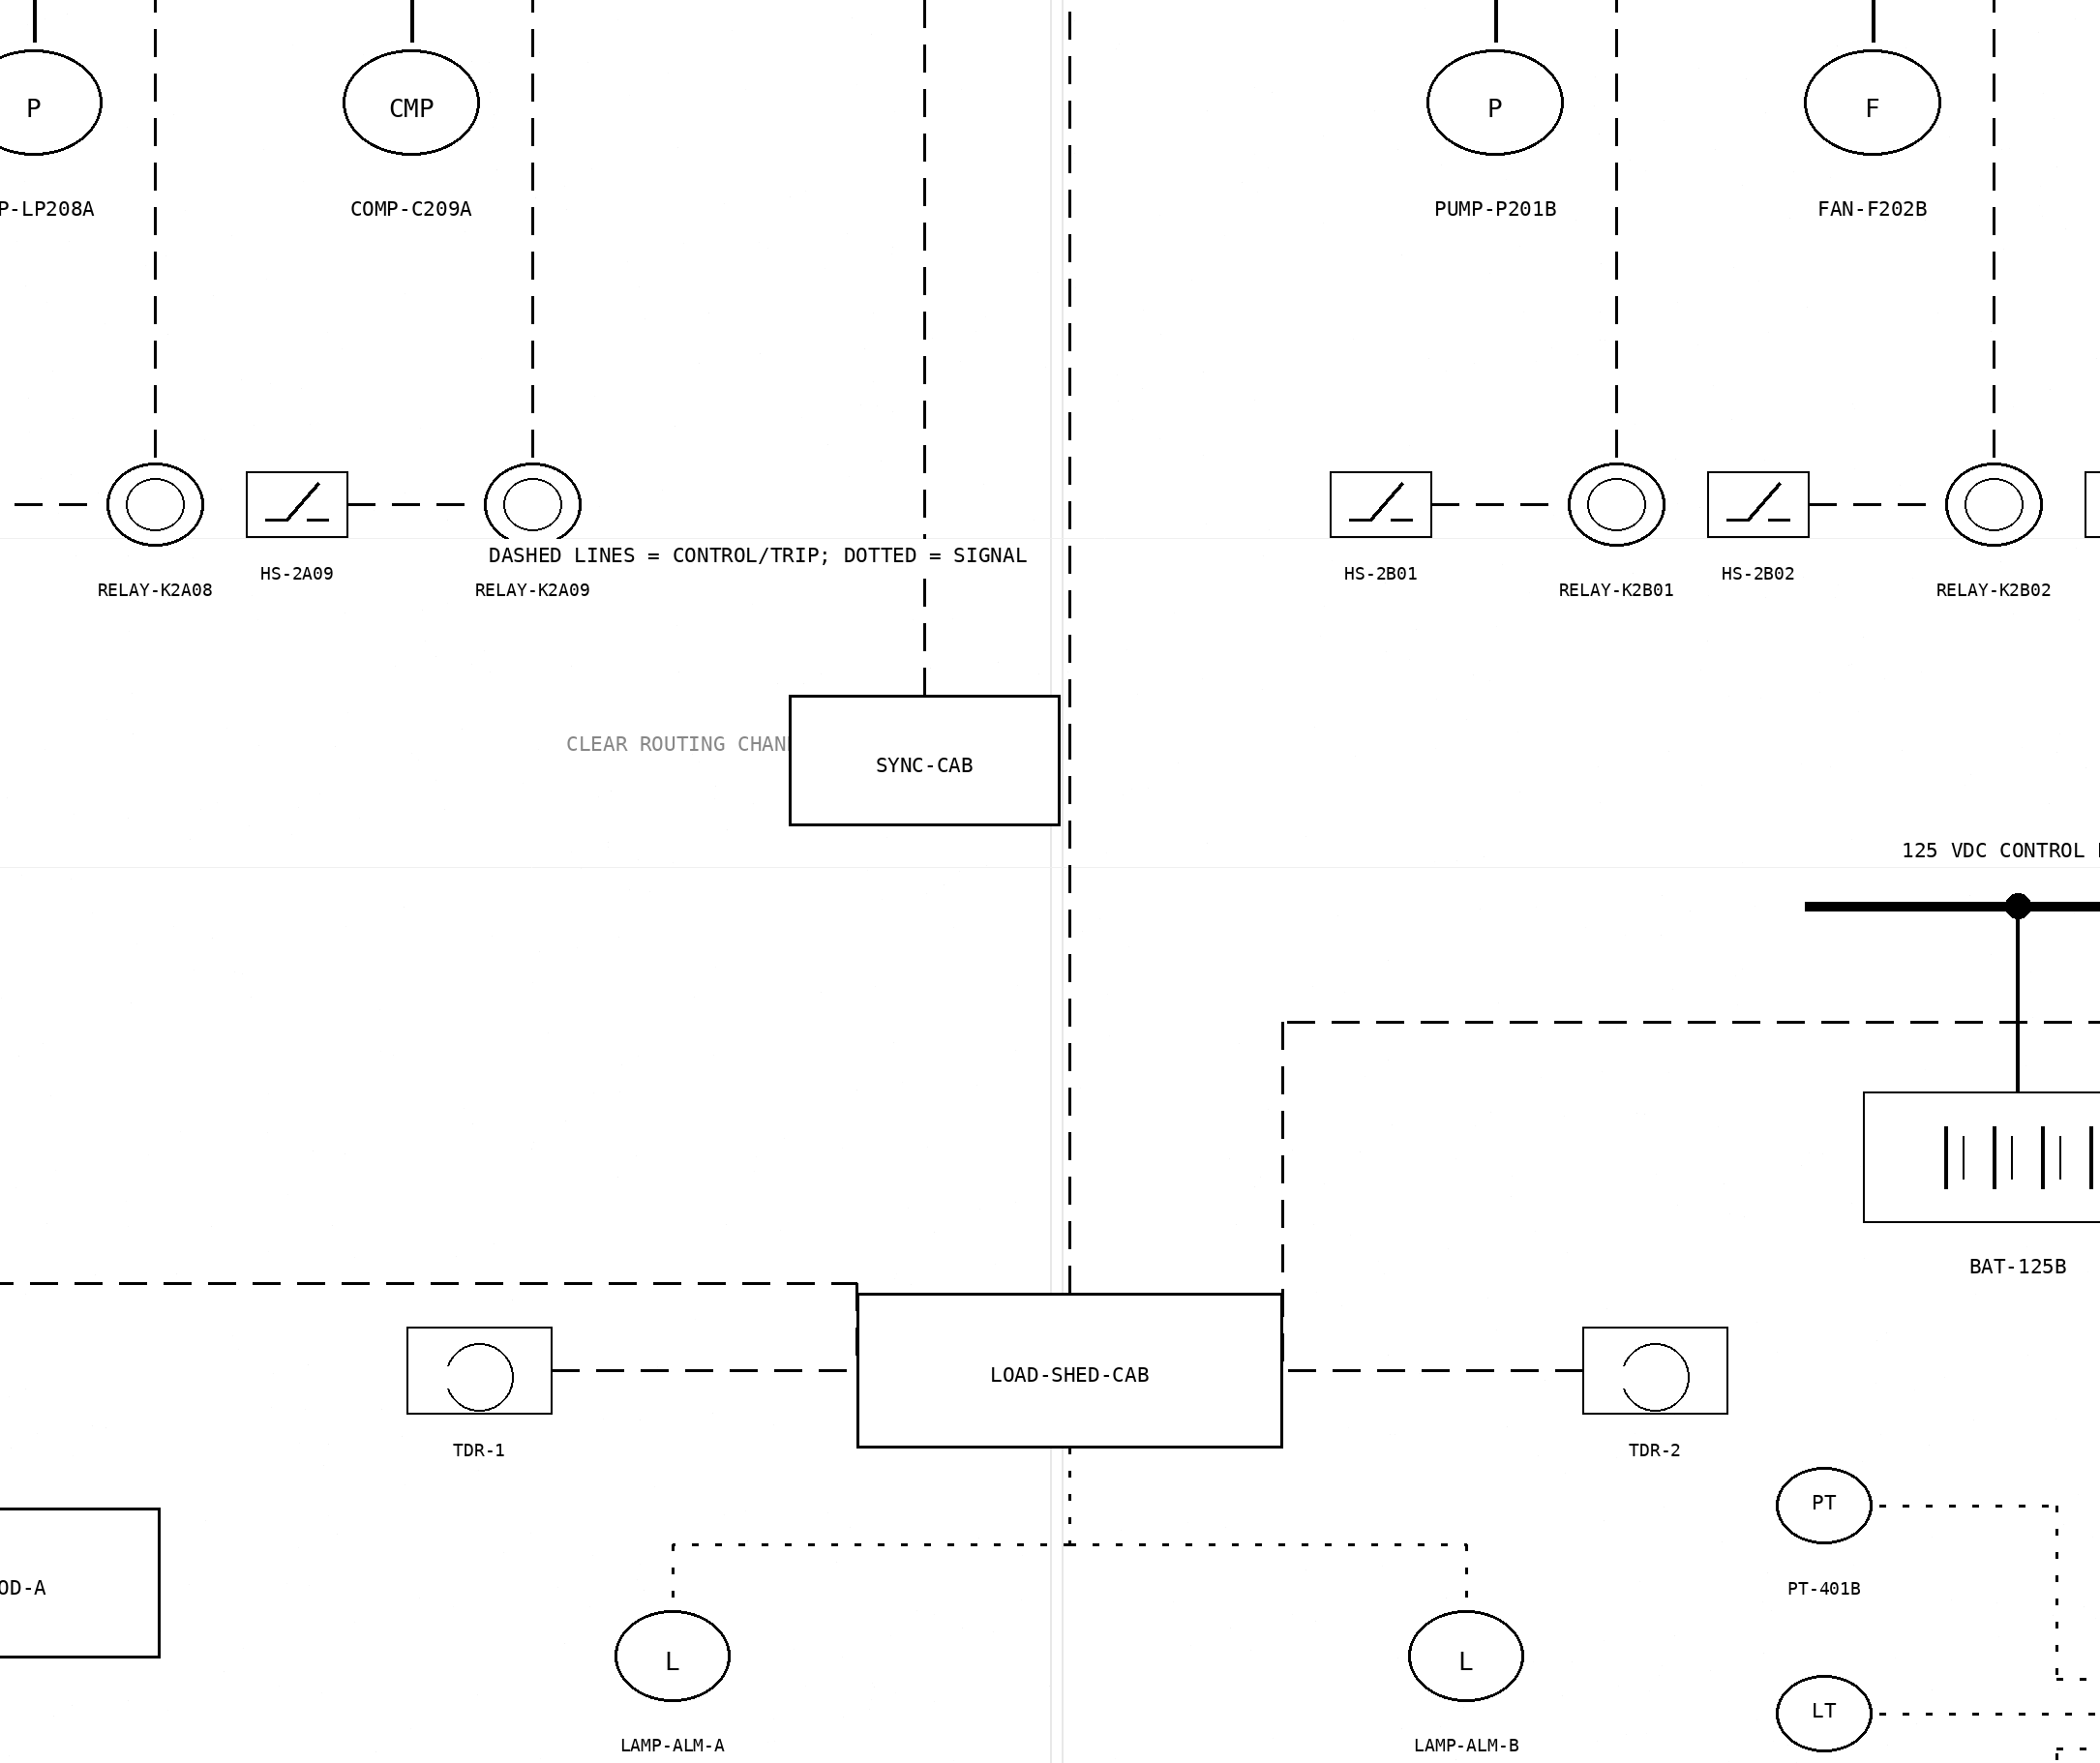 P
CMP
P
F
P-LP208A
COMP-C209A
PUMP-P201B
FAN-F202B
DASHED LINES = CONTROL/TRIP; DOTTED = SIGNAL
HS-2A09
HS-2B01
HS-2B02
RELAY-K2A08
RELAY-K2A09
RELAY-K2B01
RELAY-K2B02
CLEAR ROUTING CHAN
SYNC-CAB
125 VDC CONTROL
BAT-125B
LOAD-SHED-CAB
TDR-1
TDR-2
PT
OD-A
PT-401B
L
L
LT
LAMP-ALM-A
LAMP-ALM-B